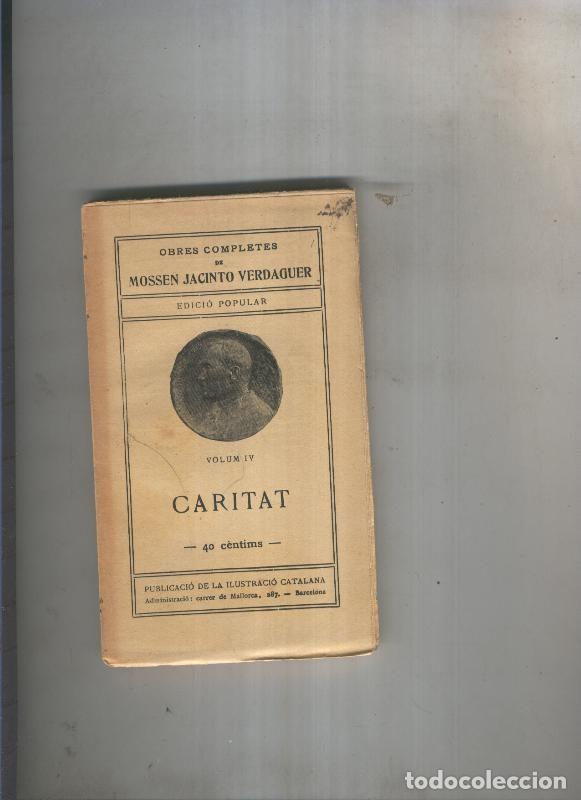 OBRES COMPLETES
DE
MOSSEN JACINTO VERDAGUER
EDICIÓ POPULAR
VOLUM IV
CARITAT
— 40 cèntims —
PUBLICACIÓ DE LA ILUSTRACIÓ CATALANA
Administració: carrer de Mallorca, 287. — Barcelona
todocoleccion